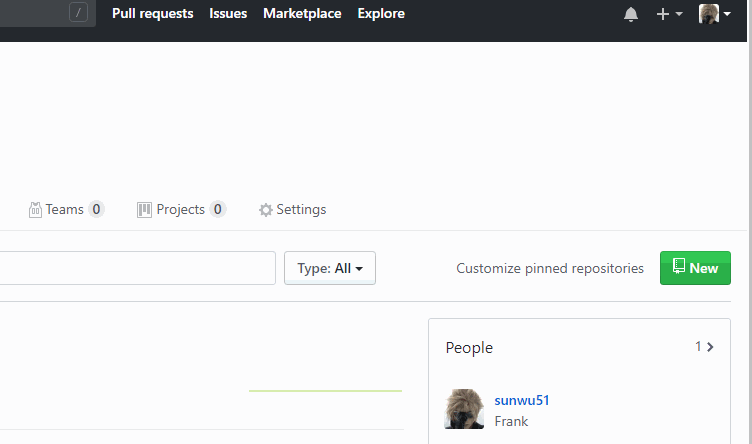 / Pull requests Issues Marketplace Explore
Teams 0 Projects 0 Settings
Type: All Customize pinned repositories New
People 1
sunwu51
Frank